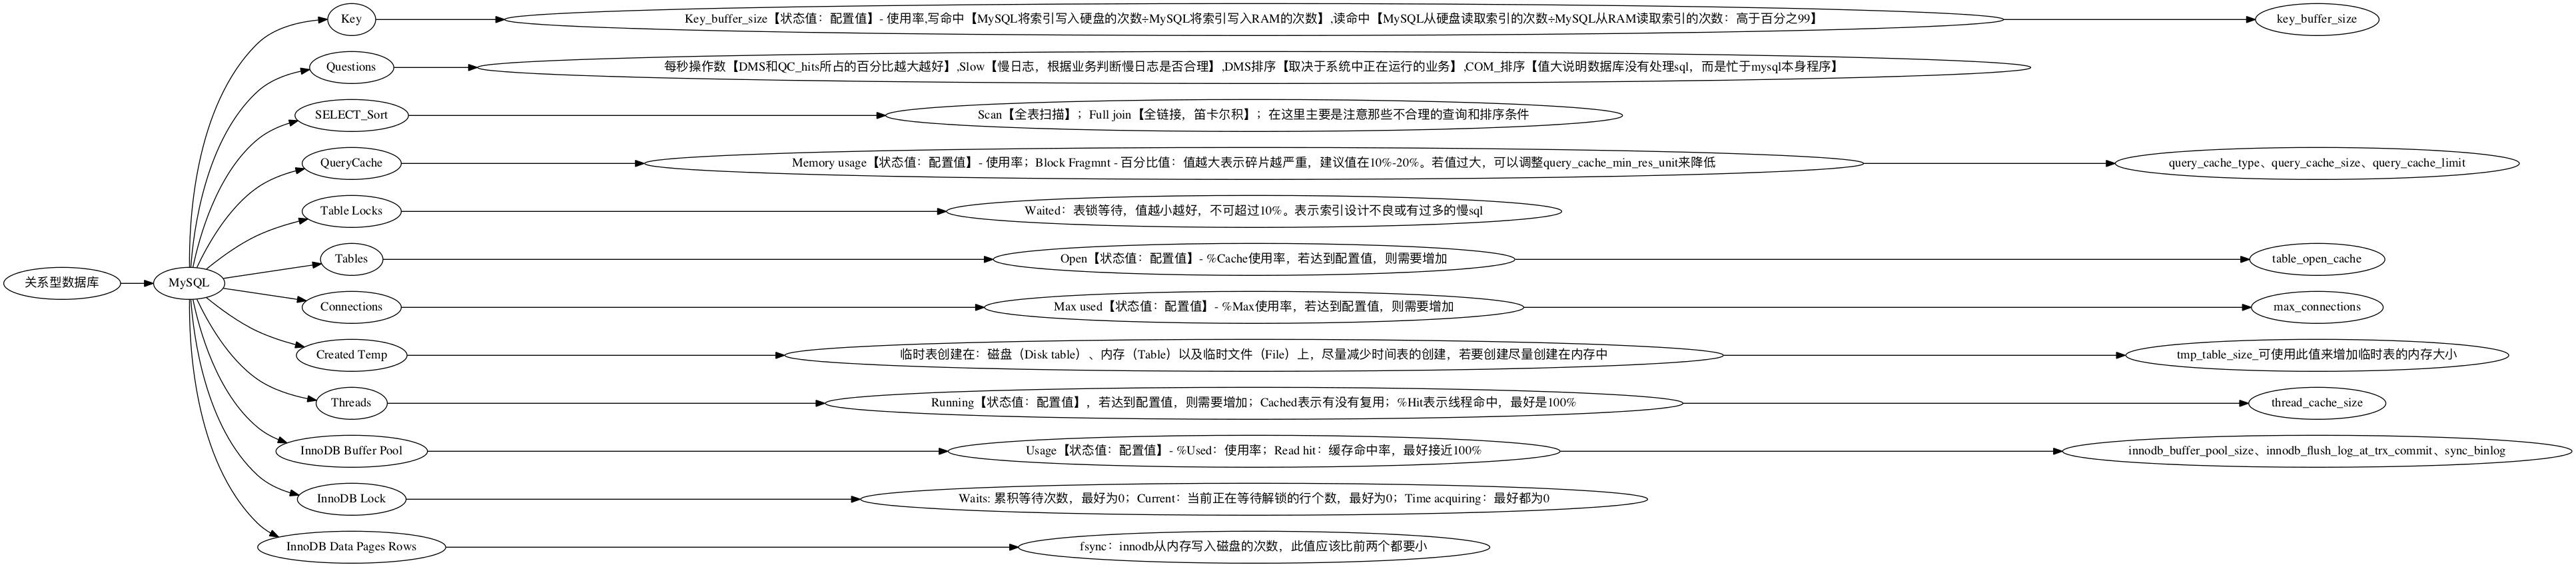 Key
Key_buffer_size【状态值：配置值】- 使用率,写命中【MySQL将索引写入硬盘的次数÷MySQL将索引写入RAM的次数】,读命中【MySQL从硬盘读取索引的次数÷MySQL从RAM读取索引的次数：高于百分之99】
key_buffer_size
Questions
每秒操作数【DMS和QC_hits所占的百分比越大越好】,Slow【慢日志，根据业务判断慢日志是否合理】,DMS排序【取决于系统中正在运行的业务】,COM_排序【值大说明数据库没有处理sql，而是忙于mysql本身程序】
SELECT_Sort
Scan【全表扫描】；Full join【全链接，笛卡尔积】；在这里主要是注意那些不合理的查询和排序条件
QueryCache
Memory usage【状态值：配置值】- 使用率；Block Fragmnt - 百分比值：值越大表示碎片越严重，建议值在10%-20%。若值过大，可以调整query_cache_min_res_unit来降低
query_cache_type、query_cache_size、query_cache_limit
Table Locks
Waited：表锁等待，值越小越好，不可超过10%。表示索引设计不良或有过多的慢sql
Tables
Open【状态值：配置值】- %Cache使用率，若达到配置值，则需要增加
table_open_cache
关系型数据库
MySQL
Connections
Max used【状态值：配置值】- %Max使用率，若达到配置值，则需要增加
max_connections
Created Temp
临时表创建在：磁盘（Disk table）、内存（Table）以及临时文件（File）上，尽量减少时间表的创建，若要创建尽量创建在内存中
tmp_table_size_可使用此值来增加临时表的内存大小
Threads
Running【状态值：配置值】，若达到配置值，则需要增加；Cached表示有没有复用；%Hit表示线程命中，最好是100%
thread_cache_size
InnoDB Buffer Pool
Usage【状态值：配置值】- %Used：使用率；Read hit：缓存命中率，最好接近100%
innodb_buffer_pool_size、innodb_flush_log_at_trx_commit、sync_binlog
InnoDB Lock
Waits: 累积等待次数，最好为0；Current：当前正在等待解锁的行个数，最好为0；Time acquiring：最好都为0
InnoDB Data Pages Rows
fsync：innodb从内存写入磁盘的次数，此值应该比前两个都要小